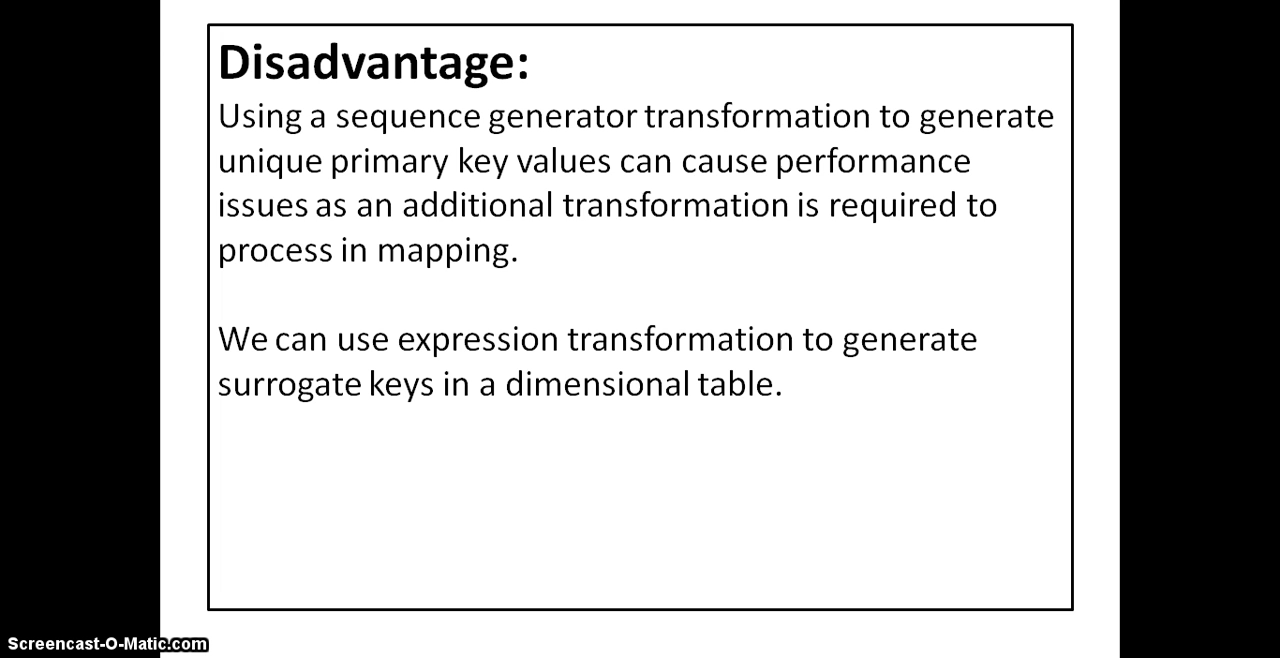 Disadvantage:
Using a sequence generator transformation to generate
unique primary key values can cause performance
issues as an additional transformation is required to
process in mapping.
We can use expression transformation to generate
surrogate keys in a dimensional table.
Screencast-O-Matic.com